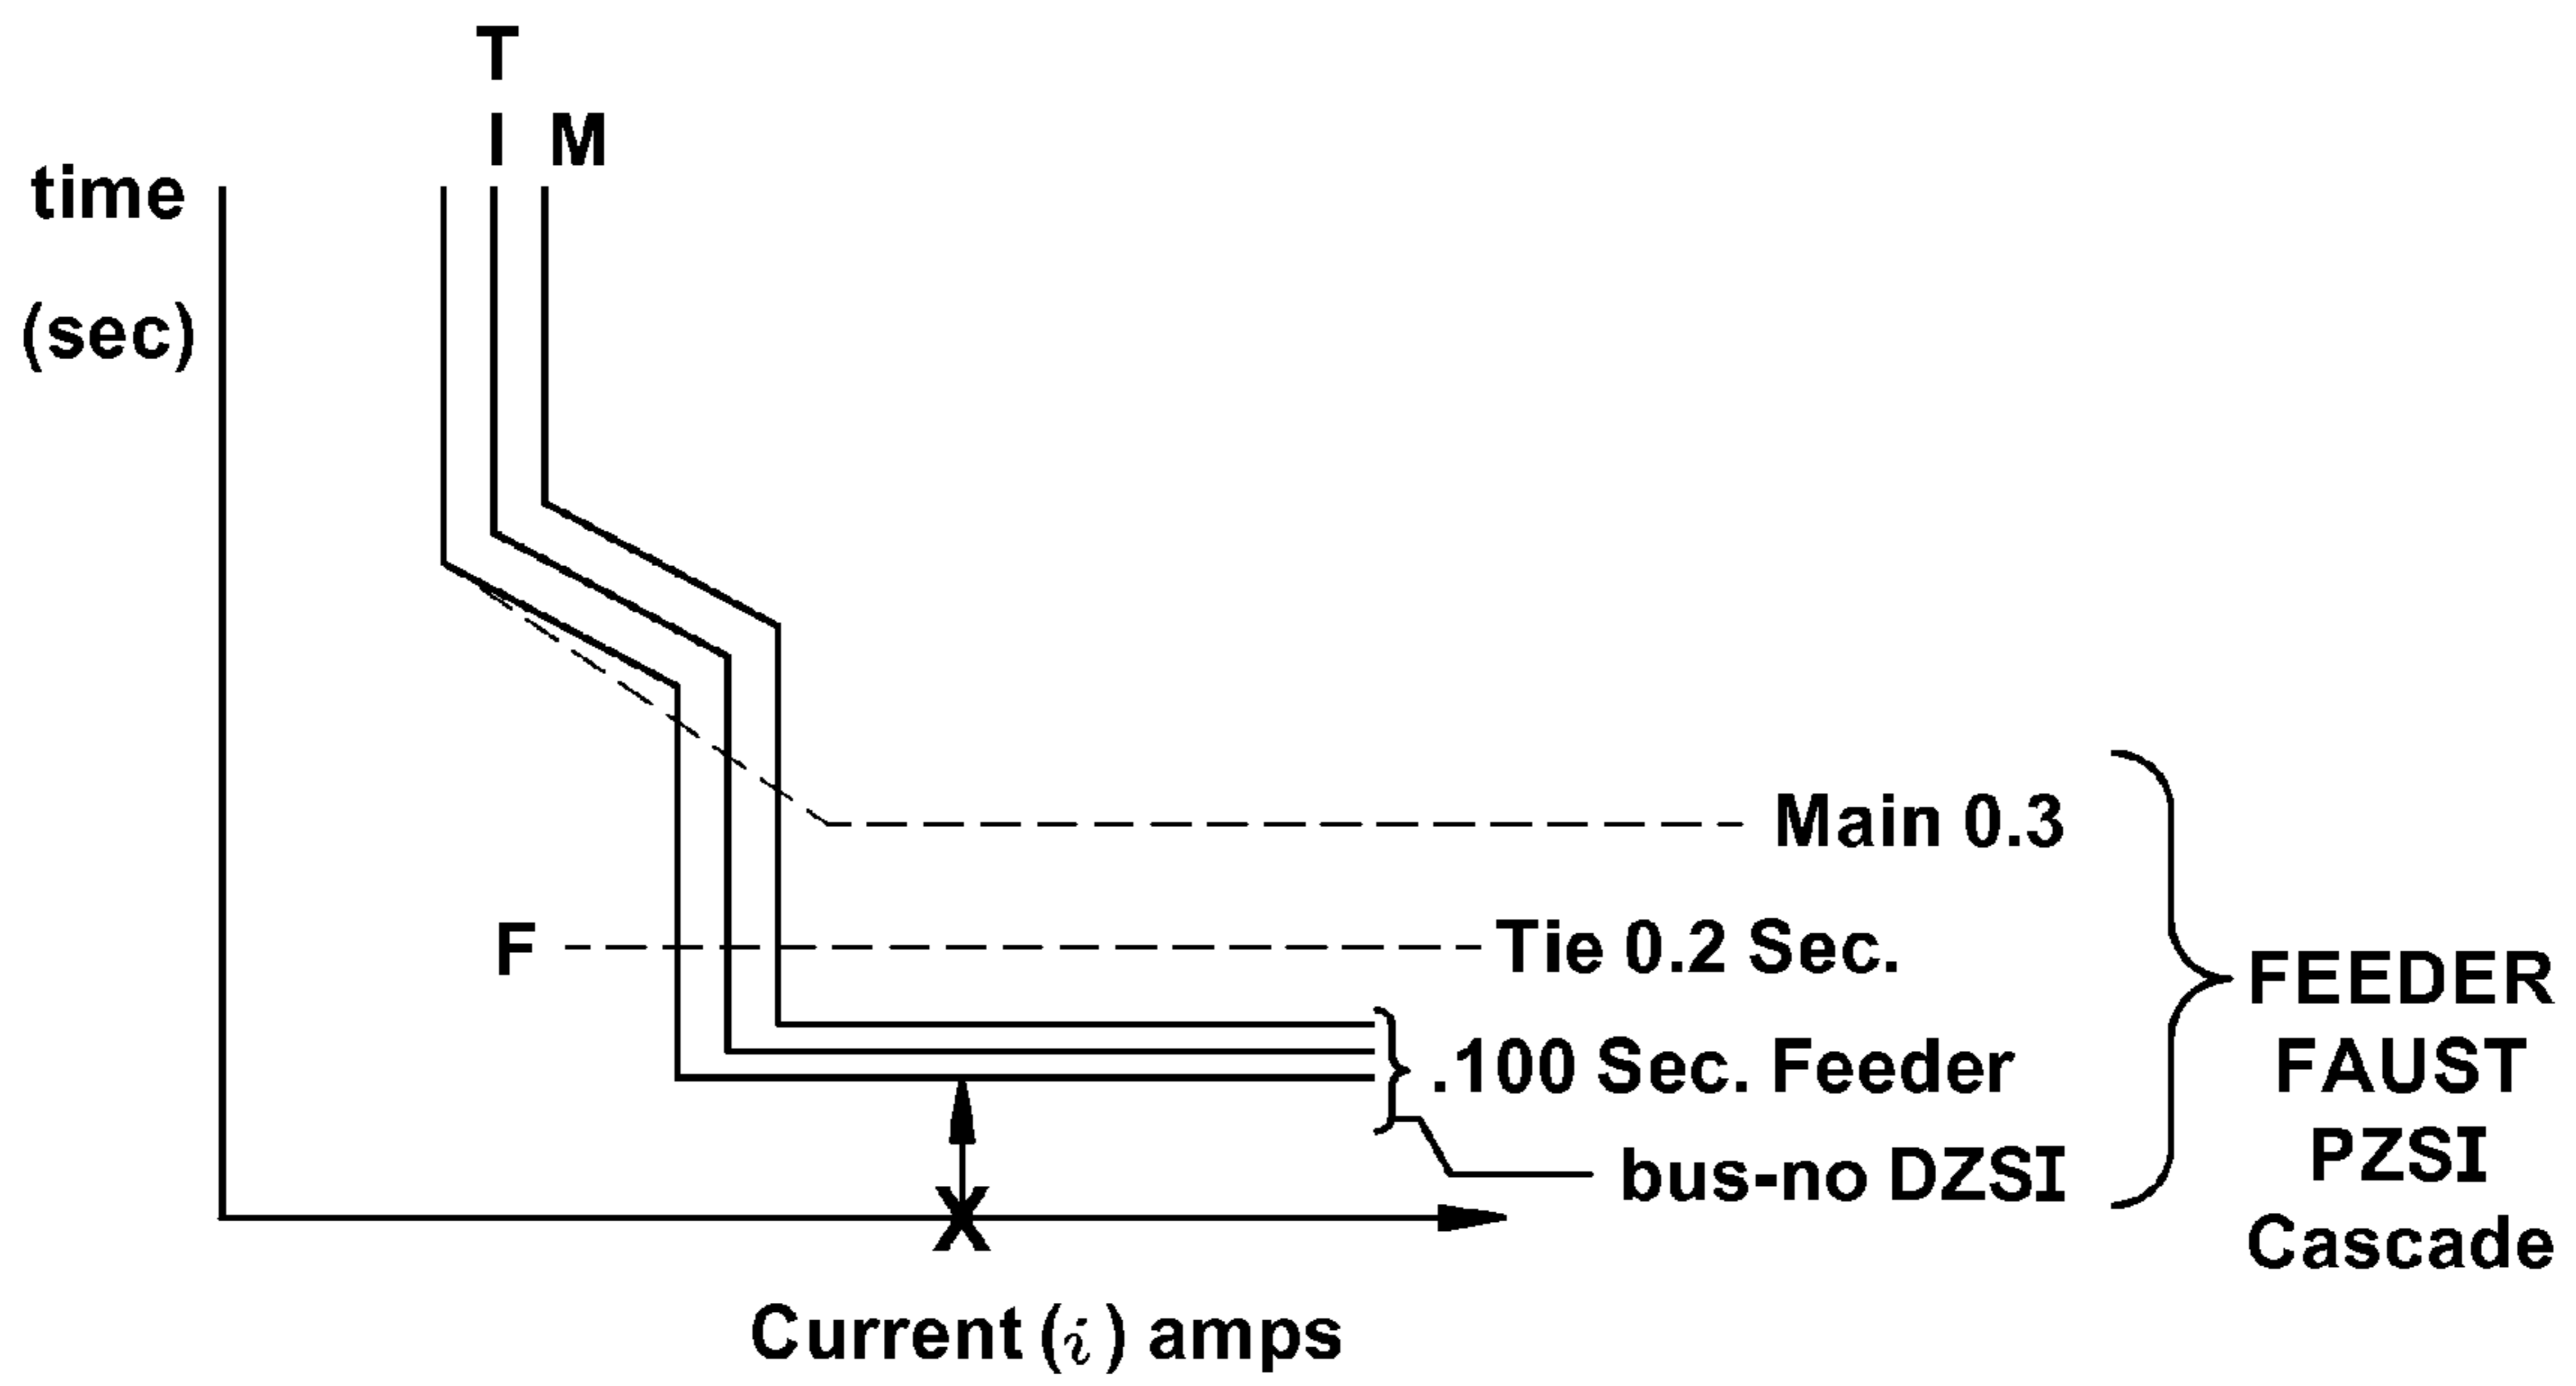 T
I M
time
(sec)
Main 0.3
F
Tie 0.2 Sec.
.100 Sec. Feeder
bus-no DZSI
FEEDER
FAUST
PZSI
Cascade
X
Current (i) amps